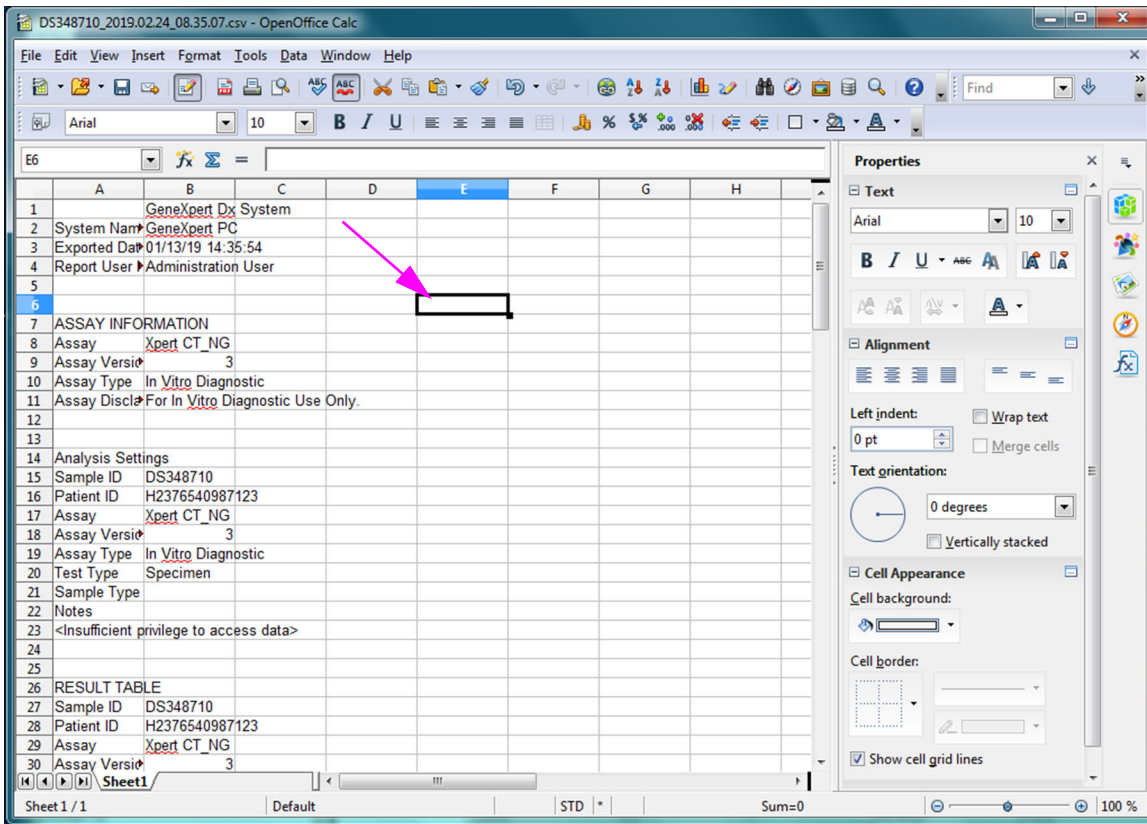 DS348710_2019.02.24_08.35.07.csv - OpenOffice Calc
File Edit View Insert Format Tools Data Window Help
Find
Arial 10
E6
A B C D E F G H
1 GeneXpert Dx System
2 System Nam GeneXpert PC
3 Exported Dat 01/13/19 14:35:54
4 Report User Administration User
5
6
7 ASSAY INFORMATION
8 Assay Xpert CT_NG
9 Assay Versio 3
10 Assay Type In Vitro Diagnostic
11 Assay Discla For In Vitro Diagnostic Use Only.
12
13
14 Analysis Settings
15 Sample ID DS348710
16 Patient ID H2376540987123
17 Assay Xpert CT_NG
18 Assay Versio 3
19 Assay Type In Vitro Diagnostic
20 Test Type Specimen
21 Sample Type
22 Notes
23 <Insufficient privilege to access data>
24
25
26 RESULT TABLE
27 Sample ID DS348710
28 Patient ID H2376540987123
29 Assay Xpert CT_NG
30 Assay Versio 3
Sheet1
Properties
Text
Arial 10
Alignment
Left indent:
Wrap text
0 pt
Merge cells
Text orientation:
0 degrees
Vertically stacked
Cell Appearance
Cell background:
Cell border:
Show cell grid lines
Sheet 1 / 1 Default STD * Sum=0 100 %